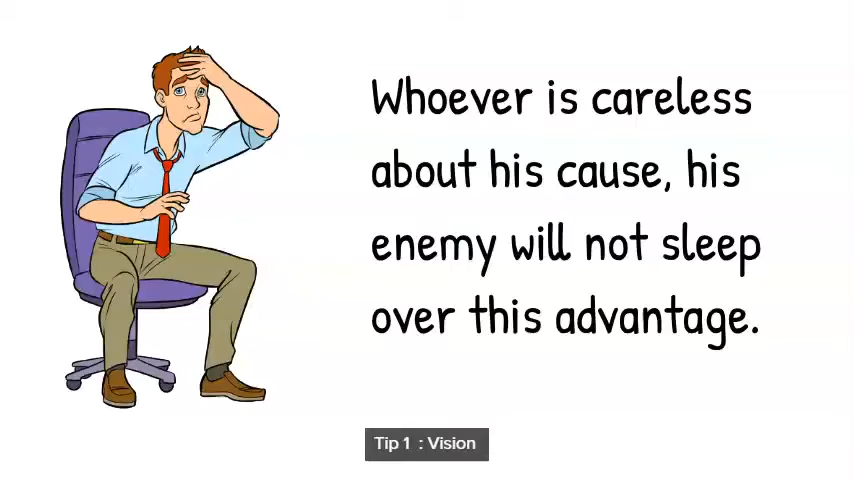 Whoever is careless
about his cause, his
enemy will not sleep
over this advantage.
Tip 1 : Vision